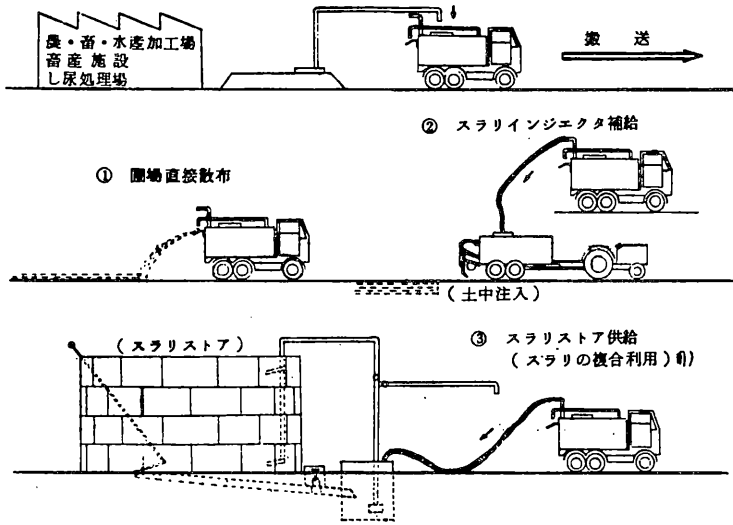 農・畜・水産加工場
畜産施設
し尿処理場
搬送
② スラリインジエクタ補給
① 圃場直接散布
(土中注入)
(スラリストア)
③ スラリストア供給
(スラリの複合利用)